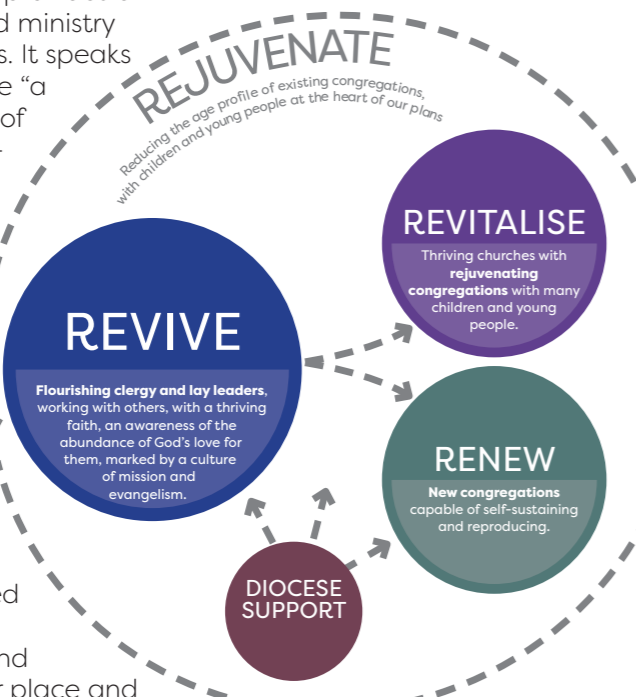 d ministry
s. It speaks
e “a
of
REJUVENATE
Reducing the age profile of existing congregations,
with children and young people at the heart of our plans
REVITALISE
Thriving churches with
rejuvenating
congregations with many
children and young
people.
REVIVE
Flourishing clergy and lay leaders,
working with others, with a thriving
faith, an awareness of the
abundance of God’s love for
them, marked by a culture
of mission and
evangelism.
RENEW
New congregations
capable of self-sustaining
and reproducing.
DIOCESE
SUPPORT
ed
nd
r place and